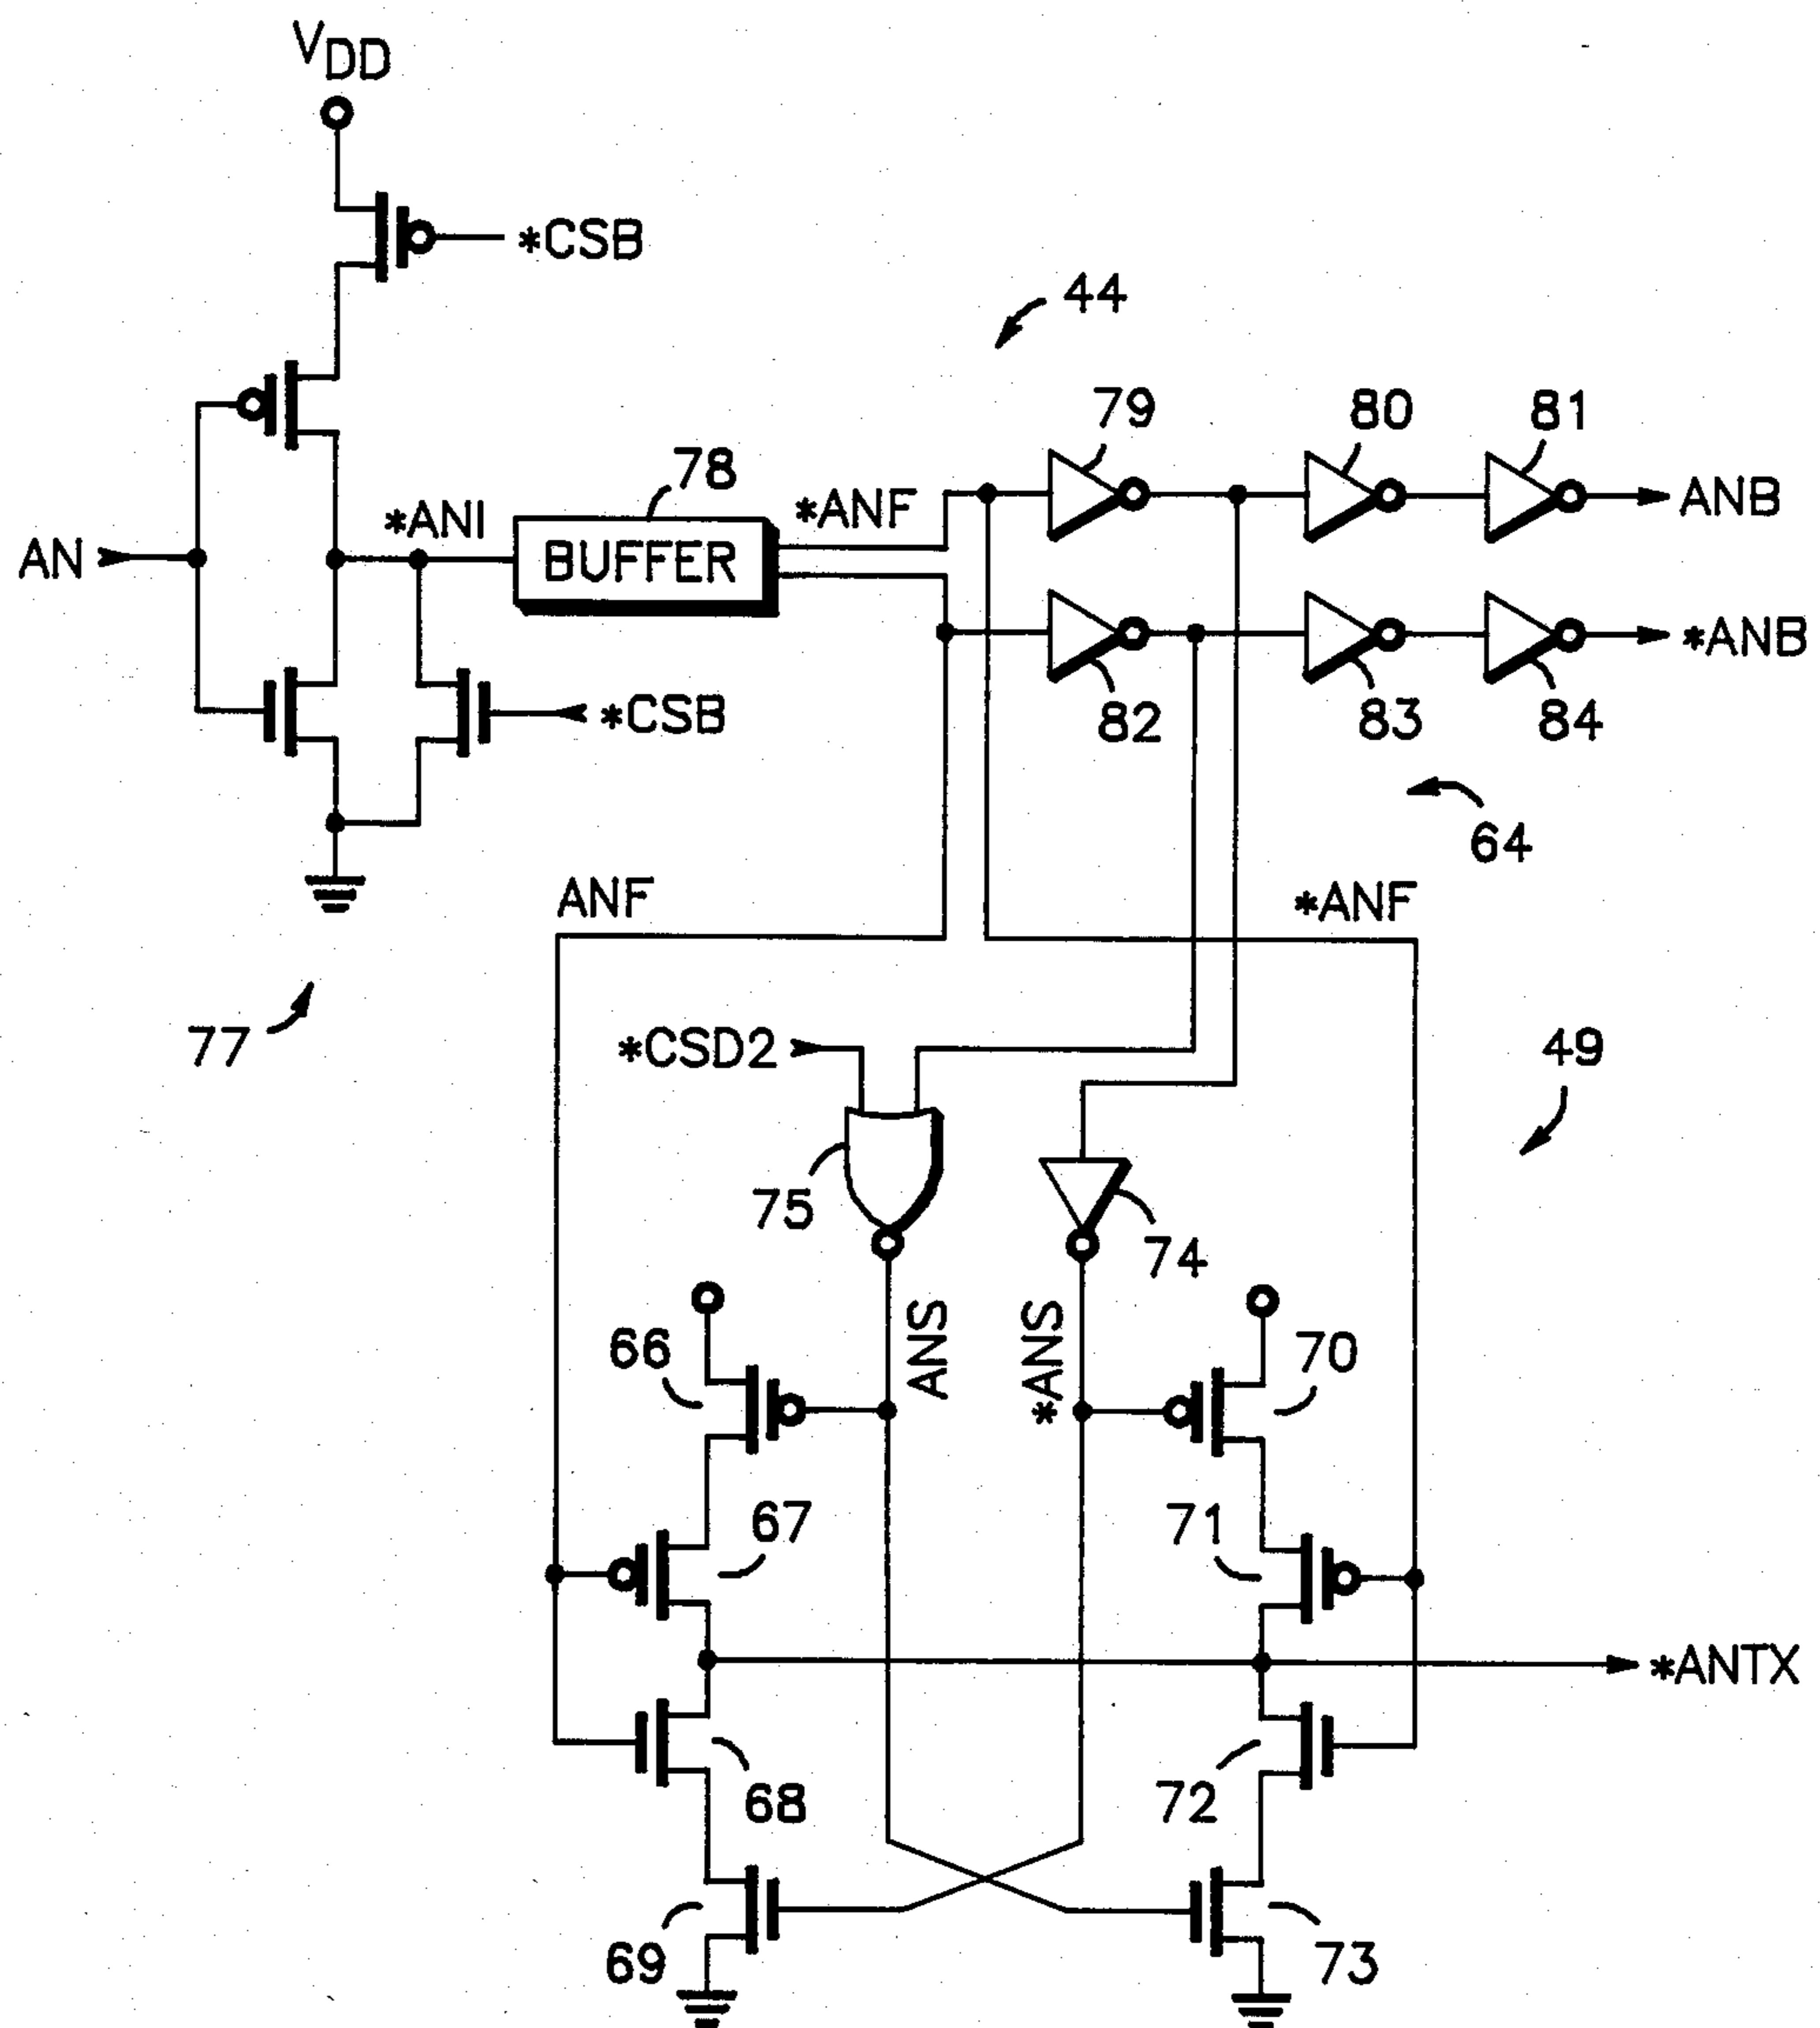 VDD
*CSB
44
79
80
81
78
*ANI
*ANF
ANB
AN
BUFFER
*ANB
*CSB
82
83
84
64
ANF
*ANF
77
*CSD2
49
75
74
ANS
*ANS
66
70
67
71
*ANTX
68
72
69
73